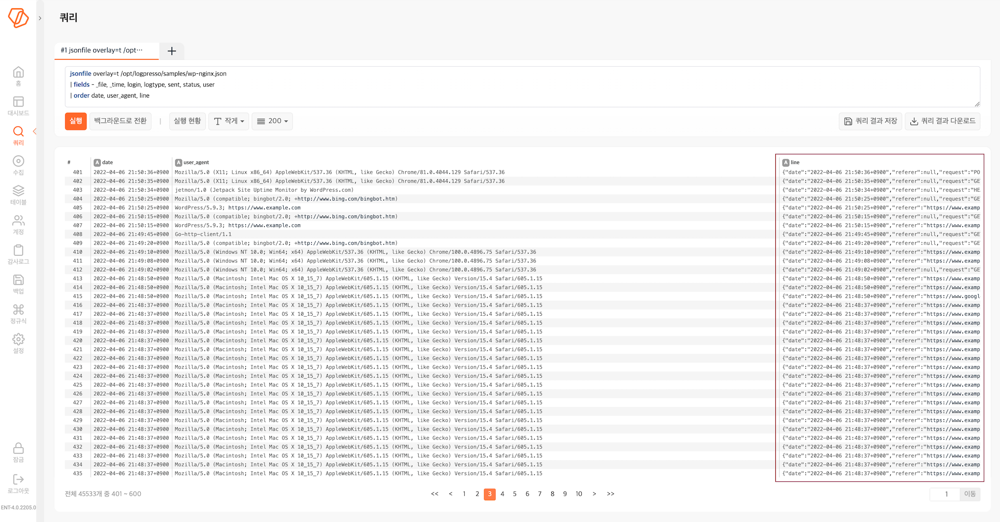 쿼리
#1 jsonfile overlay=t /opt···
jsonfile overlay=t /opt/logpresso/samples/wp-nginx.json
| fields - _file, _time, login, logtype, sent, status, user
| order date, user_agent, line
실행 백그라운드로 전환 | 실행 현황 작게 200 쿼리 결과 저장 쿼리 결과 다운로드
홈
대시보드
쿼리
수집
테이블
계정
감사로그
백업
정규식
설정
잠금
로그아웃
ENT-4.0.2205.0
# A date A user_agent A line
401 2022-04-06 21:50:36+0900 Mozilla/5.0 (X11; Linux x86_64) AppleWebKit/537.36 (KHTML, like Gecko) Chrome/81.0.4044.129 Safari/537.36 {"date":"2022-04-06 21:50:36+0900","referer":null,"request":"PO
402 2022-04-06 21:50:35+0900 Mozilla/5.0 (X11; Linux x86_64) AppleWebKit/537.36 (KHTML, like Gecko) Chrome/81.0.4044.129 Safari/537.36 {"date":"2022-04-06 21:50:35+0900","referer":null,"request":"GE
403 2022-04-06 21:50:34+0900 jetmon/1.0 (Jetpack Site Uptime Monitor by WordPress.com) {"date":"2022-04-06 21:50:34+0900","referer":null,"request":"HE
404 2022-04-06 21:50:25+0900 Mozilla/5.0 (compatible; bingbot/2.0; +http://www.bing.com/bingbot.htm) {"date":"2022-04-06 21:50:25+0900","referer":null,"request":"GE
405 2022-04-06 21:50:25+0900 WordPress/5.9.3; https://www.example.com {"date":"2022-04-06 21:50:25+0900","referer":"https://www.examp
406 2022-04-06 21:50:15+0900 Mozilla/5.0 (compatible; bingbot/2.0; +http://www.bing.com/bingbot.htm) {"date":"2022-04-06 21:50:15+0900","referer":null,"request":"GE
407 2022-04-06 21:50:15+0900 WordPress/5.9.3; https://www.example.com {"date":"2022-04-06 21:50:15+0900","referer":"https://www.examp
408 2022-04-06 21:49:45+0900 Go-http-client/1.1 {"date":"2022-04-06 21:49:45+0900","referer":null,"request":"GE
409 2022-04-06 21:49:20+0900 Mozilla/5.0 (compatible; bingbot/2.0; +http://www.bing.com/bingbot.htm) {"date":"2022-04-06 21:49:20+0900","referer":null,"request":"GE
410 2022-04-06 21:49:10+0900 Mozilla/5.0 (Windows NT 10.0; Win64; x64) AppleWebKit/537.36 (KHTML, like Gecko) Chrome/100.0.4896.75 Safari/537.36 {"date":"2022-04-06 21:49:10+0900","referer":"https://www.examp
411 2022-04-06 21:49:08+0900 Mozilla/5.0 (Windows NT 10.0; Win64; x64) AppleWebKit/537.36 (KHTML, like Gecko) Chrome/100.0.4896.75 Safari/537.36 {"date":"2022-04-06 21:49:08+0900","referer":"https://www.examp
412 2022-04-06 21:49:02+0900 Mozilla/5.0 (Windows NT 10.0; Win64; x64) AppleWebKit/537.36 (KHTML, like Gecko) Chrome/100.0.4896.75 Safari/537.36 {"date":"2022-04-06 21:49:02+0900","referer":null,"request":"GE
413 2022-04-06 21:48:50+0900 Mozilla/5.0 (Macintosh; Intel Mac OS X 10_15_7) AppleWebKit/605.1.15 (KHTML, like Gecko) Version/15.4 Safari/605.1.15 {"date":"2022-04-06 21:48:50+0900","referer":"https://www.examp
414 2022-04-06 21:48:50+0900 Mozilla/5.0 (Macintosh; Intel Mac OS X 10_15_7) AppleWebKit/605.1.15 (KHTML, like Gecko) Version/15.4 Safari/605.1.15 {"date":"2022-04-06 21:48:50+0900","referer":"https://www.examp
415 2022-04-06 21:48:50+0900 Mozilla/5.0 (Macintosh; Intel Mac OS X 10_15_7) AppleWebKit/605.1.15 (KHTML, like Gecko) Version/15.4 Safari/605.1.15 {"date":"2022-04-06 21:48:50+0900","referer":"https://www.googl
416 2022-04-06 21:48:37+0900 Mozilla/5.0 (Macintosh; Intel Mac OS X 10_15_7) AppleWebKit/605.1.15 (KHTML, like Gecko) Version/15.4 Safari/605.1.15 {"date":"2022-04-06 21:48:37+0900","referer":"https://www.examp
417 2022-04-06 21:48:37+0900 Mozilla/5.0 (Macintosh; Intel Mac OS X 10_15_7) AppleWebKit/605.1.15 (KHTML, like Gecko) Version/15.4 Safari/605.1.15 {"date":"2022-04-06 21:48:37+0900","referer":"https://www.examp
418 2022-04-06 21:48:37+0900 Mozilla/5.0 (Macintosh; Intel Mac OS X 10_15_7) AppleWebKit/605.1.15 (KHTML, like Gecko) Version/15.4 Safari/605.1.15 {"date":"2022-04-06 21:48:37+0900","referer":"https://www.examp
419 2022-04-06 21:48:37+0900 Mozilla/5.0 (Macintosh; Intel Mac OS X 10_15_7) AppleWebKit/605.1.15 (KHTML, like Gecko) Version/15.4 Safari/605.1.15 {"date":"2022-04-06 21:48:37+0900","referer":"https://www.examp
420 2022-04-06 21:48:37+0900 Mozilla/5.0 (Macintosh; Intel Mac OS X 10_15_7) AppleWebKit/605.1.15 (KHTML, like Gecko) Version/15.4 Safari/605.1.15 {"date":"2022-04-06 21:48:37+0900","referer":"https://www.examp
421 2022-04-06 21:48:37+0900 Mozilla/5.0 (Macintosh; Intel Mac OS X 10_15_7) AppleWebKit/605.1.15 (KHTML, like Gecko) Version/15.4 Safari/605.1.15 {"date":"2022-04-06 21:48:37+0900","referer":"https://www.examp
422 2022-04-06 21:48:37+0900 Mozilla/5.0 (Macintosh; Intel Mac OS X 10_15_7) AppleWebKit/605.1.15 (KHTML, like Gecko) Version/15.4 Safari/605.1.15 {"date":"2022-04-06 21:48:37+0900","referer":"https://www.examp
423 2022-04-06 21:48:37+0900 Mozilla/5.0 (Macintosh; Intel Mac OS X 10_15_7) AppleWebKit/605.1.15 (KHTML, like Gecko) Version/15.4 Safari/605.1.15 {"date":"2022-04-06 21:48:37+0900","referer":"https://www.examp
424 2022-04-06 21:48:37+0900 Mozilla/5.0 (Macintosh; Intel Mac OS X 10_15_7) AppleWebKit/605.1.15 (KHTML, like Gecko) Version/15.4 Safari/605.1.15 {"date":"2022-04-06 21:48:37+0900","referer":"https://www.examp
425 2022-04-06 21:48:37+0900 Mozilla/5.0 (Macintosh; Intel Mac OS X 10_15_7) AppleWebKit/605.1.15 (KHTML, like Gecko) Version/15.4 Safari/605.1.15 {"date":"2022-04-06 21:48:37+0900","referer":"https://www.examp
426 2022-04-06 21:48:37+0900 Mozilla/5.0 (Macintosh; Intel Mac OS X 10_15_7) AppleWebKit/605.1.15 (KHTML, like Gecko) Version/15.4 Safari/605.1.15 {"date":"2022-04-06 21:48:37+0900","referer":"https://www.examp
427 2022-04-06 21:48:37+0900 Mozilla/5.0 (Macintosh; Intel Mac OS X 10_15_7) AppleWebKit/605.1.15 (KHTML, like Gecko) Version/15.4 Safari/605.1.15 {"date":"2022-04-06 21:48:37+0900","referer":"https://www.examp
428 2022-04-06 21:48:37+0900 Mozilla/5.0 (Macintosh; Intel Mac OS X 10_15_7) AppleWebKit/605.1.15 (KHTML, like Gecko) Version/15.4 Safari/605.1.15 {"date":"2022-04-06 21:48:37+0900","referer":"https://www.examp
429 2022-04-06 21:48:37+0900 Mozilla/5.0 (Macintosh; Intel Mac OS X 10_15_7) AppleWebKit/605.1.15 (KHTML, like Gecko) Version/15.4 Safari/605.1.15 {"date":"2022-04-06 21:48:37+0900","referer":"https://www.examp
430 2022-04-06 21:48:37+0900 Mozilla/5.0 (Macintosh; Intel Mac OS X 10_15_7) AppleWebKit/605.1.15 (KHTML, like Gecko) Version/15.4 Safari/605.1.15 {"date":"2022-04-06 21:48:37+0900","referer":"https://www.examp
431 2022-04-06 21:48:37+0900 Mozilla/5.0 (Macintosh; Intel Mac OS X 10_15_7) AppleWebKit/605.1.15 (KHTML, like Gecko) Version/15.4 Safari/605.1.15 {"date":"2022-04-06 21:48:37+0900","referer":"https://www.examp
432 2022-04-06 21:48:37+0900 Mozilla/5.0 (Macintosh; Intel Mac OS X 10_15_7) AppleWebKit/605.1.15 (KHTML, like Gecko) Version/15.4 Safari/605.1.15 {"date":"2022-04-06 21:48:37+0900","referer":"https://www.examp
433 2022-04-06 21:48:37+0900 Mozilla/5.0 (Macintosh; Intel Mac OS X 10_15_7) AppleWebKit/605.1.15 (KHTML, like Gecko) Version/15.4 Safari/605.1.15 {"date":"2022-04-06 21:48:37+0900","referer":"https://www.examp
434 2022-04-06 21:48:37+0900 Mozilla/5.0 (Macintosh; Intel Mac OS X 10_15_7) AppleWebKit/605.1.15 (KHTML, like Gecko) Version/15.4 Safari/605.1.15 {"date":"2022-04-06 21:48:37+0900","referer":"https://www.examp
435 2022-04-06 21:48:37+0900 Mozilla/5.0 (Macintosh; Intel Mac OS X 10_15_7) AppleWebKit/605.1.15 (KHTML, like Gecko) Version/15.4 Safari/605.1.15 {"date":"2022-04-06 21:48:37+0900","referer":"https://www.examp
전체 45533개 중 401 ~ 600 << < 1 2 3 4 5 6 7 8 9 10 > >> 1 이동